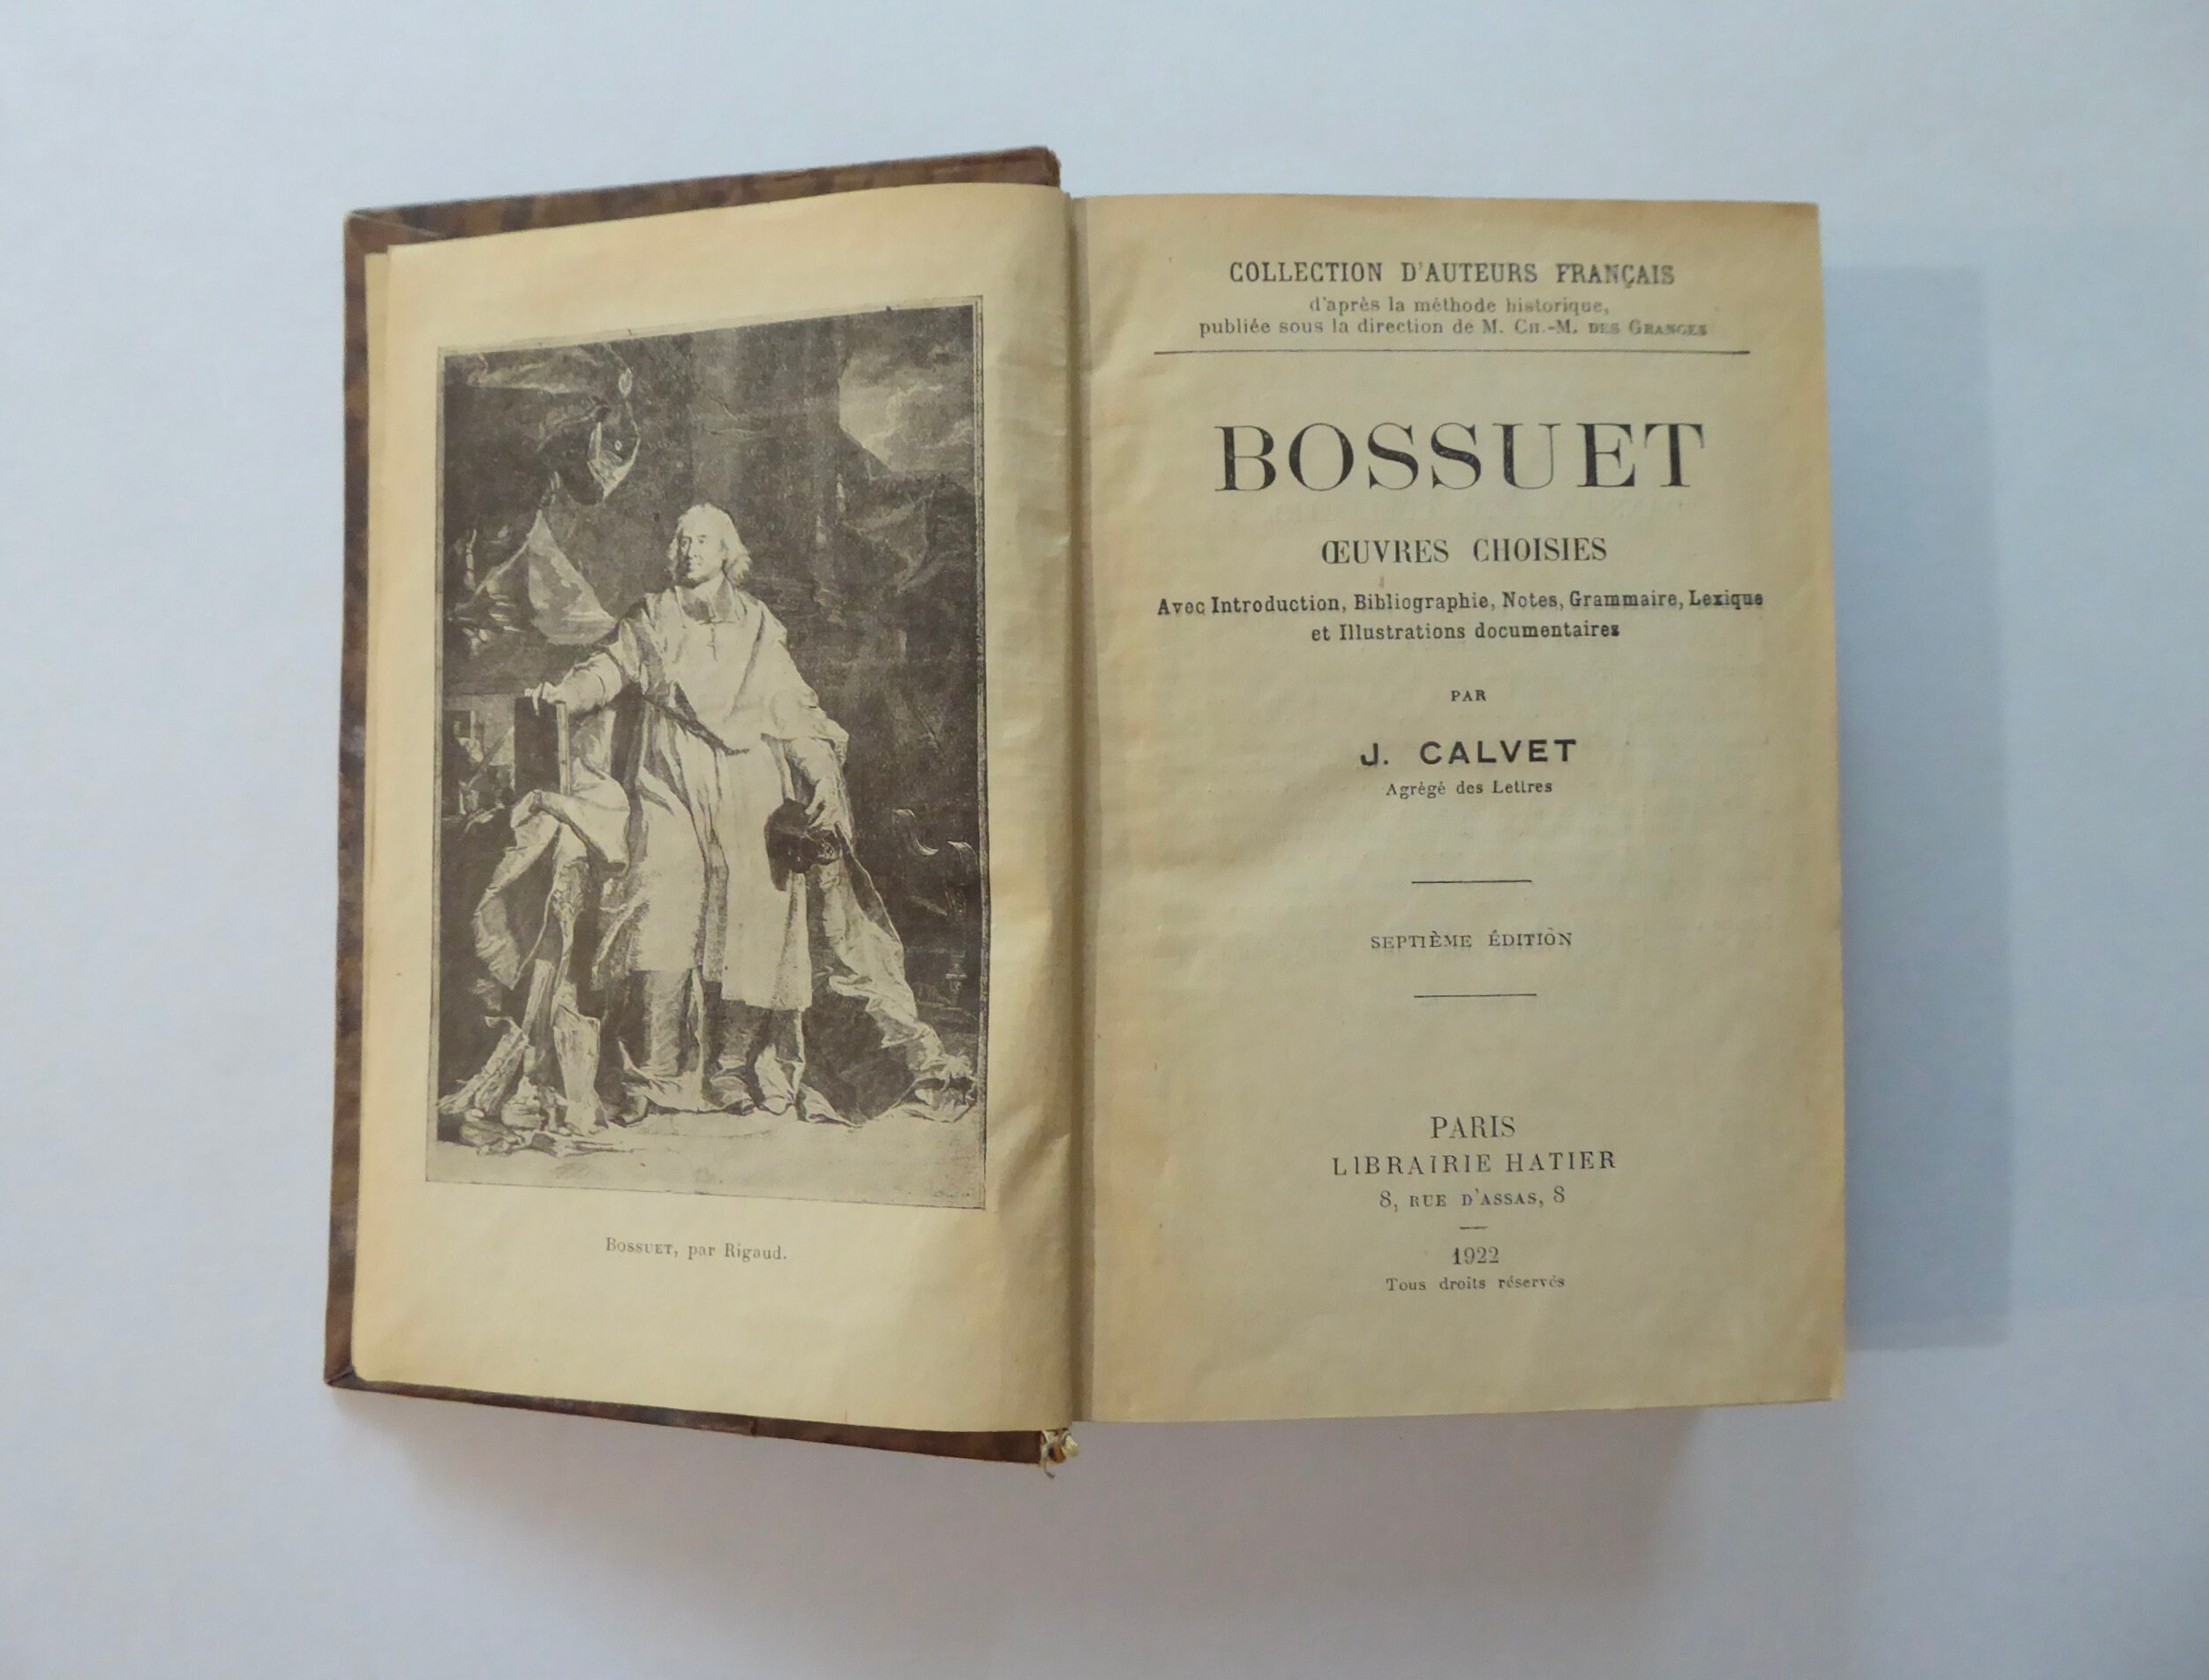 BOSSUET, par Rigaud.
COLLECTION D'AUTEURS FRANÇAIS
d'après la méthode historique,
publiée sous la direction de M. CH.-M. DES GRANGES
BOSSUET
ŒUVRES CHOISIES
Avec Introduction, Bibliographie, Notes, Grammaire, Lexique
et Illustrations documentaires
PAR
J. CALVET
Agrégé des Lettres
SEPTIÈME ÉDITION
PARIS
LIBRAIRIE HATIER
8, RUE D'ASSAS, 8
1922
Tous droits réservés